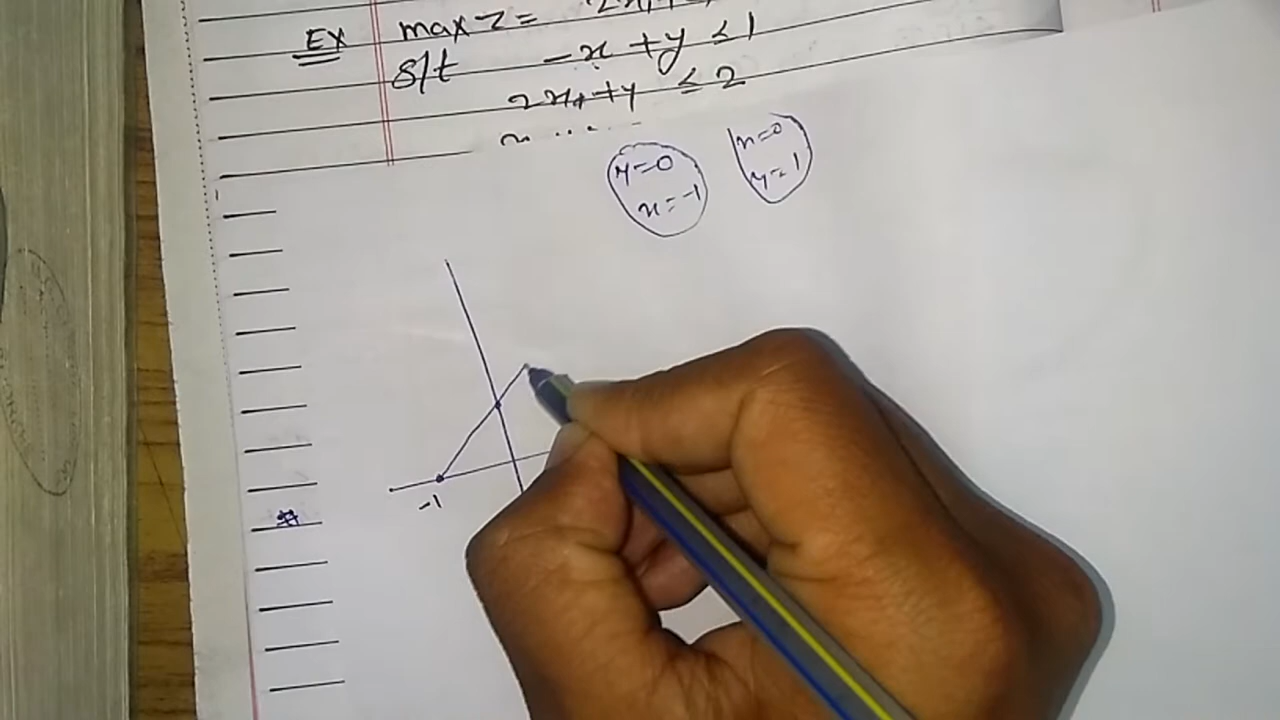 EX max Z =
s/t -x + y ≤ 1
2x + y ≤ 2
y=0 x=0
x=-1 y=1
-1